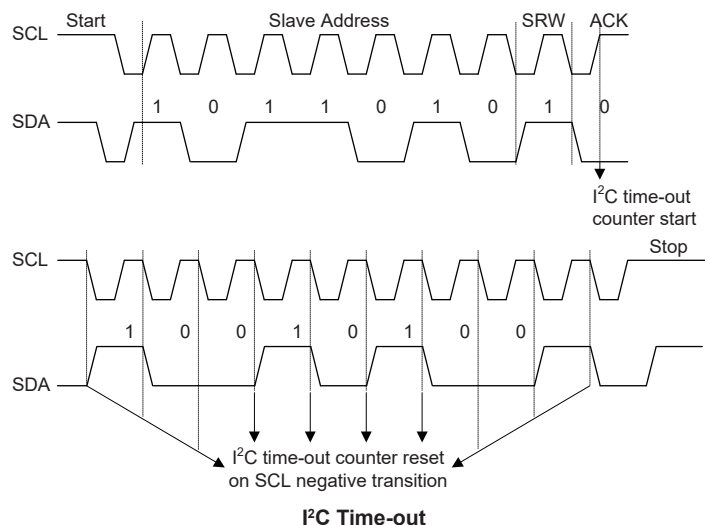 Start Slave Address SRW ACK
SCL
1 0 1 1 0 1 0 1 0
SDA
I²C time-out
counter start
Stop
SCL
1 0 0 1 0 1 0 0
SDA
I²C time-out counter reset
on SCL negative transition
I²C Time-out